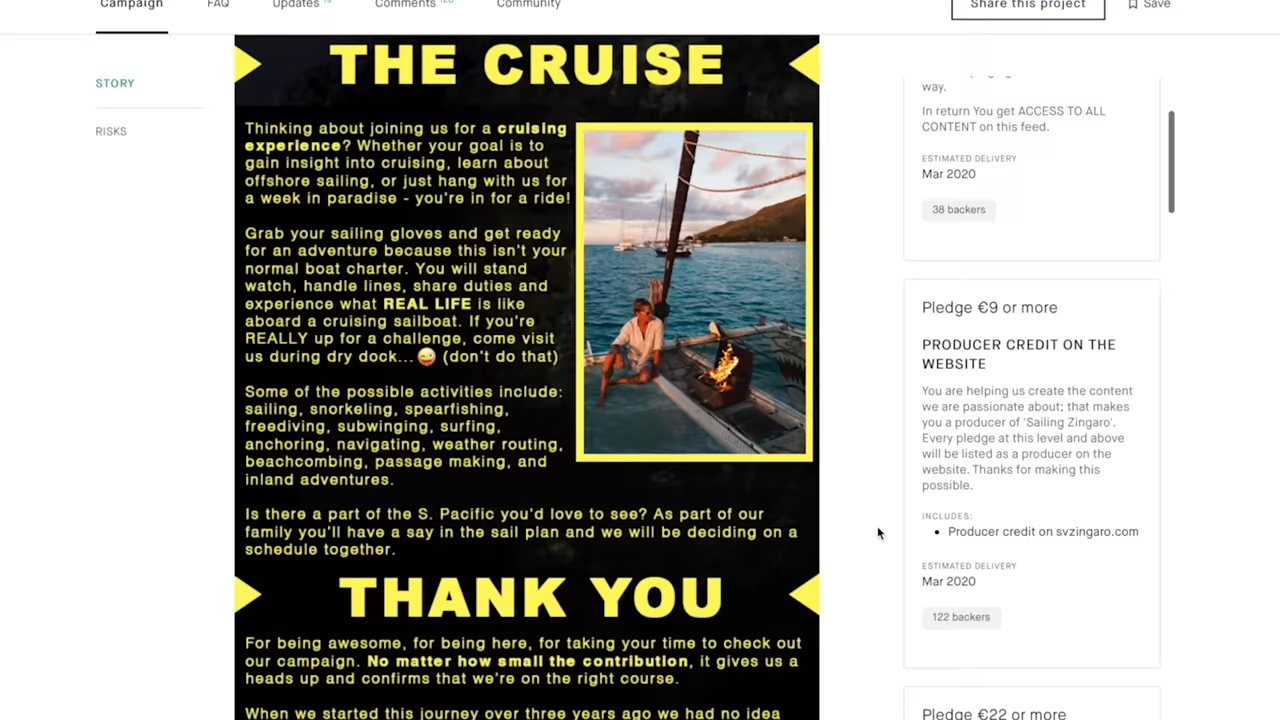 Campaign
FAQ
Updates
Comments
Community
Share this project
Save
STORY
RISKS
THE CRUISE
Thinking about joining us for a cruising
experience? Whether your goal is to
gain insight into cruising, learn about
offshore sailing, or just hang with us for
a week in paradise - you're in for a ride!
Grab your sailing gloves and get ready
for an adventure because this isn't your
normal boat charter. You will stand
watch, handle lines, share duties and
experience what REAL LIFE is like
aboard a cruising sailboat. If you're
REALLY up for a challenge, come visit
us during dry dock... 😜 (don't do that)
Some of the possible activities include:
sailing, snorkeling, spearfishing,
freediving, subwinging, surfing,
anchoring, navigating, weather routing,
beachcombing, passage making, and
inland adventures.
Is there a part of the S. Pacific you'd love to see? As part of our
family you'll have a say in the sail plan and we will be deciding on a
schedule together.
THANK YOU
For being awesome, for being here, for taking your time to check out
our campaign. No matter how small the contribution, it gives us a
heads up and confirms that we're on the right course.
When we started this journey over three years ago we had no idea
way.
In return You get ACCESS TO ALL
CONTENT on this feed.
ESTIMATED DELIVERY
Mar 2020
38 backers
Pledge €9 or more
PRODUCER CREDIT ON THE
WEBSITE
You are helping us create the content
we are passionate about; that makes
you a producer of 'Sailing Zingaro'.
Every pledge at this level and above
will be listed as a producer on the
website. Thanks for making this
possible.
INCLUDES:
• Producer credit on svzingaro.com
ESTIMATED DELIVERY
Mar 2020
122 backers
Pledge €22 or more